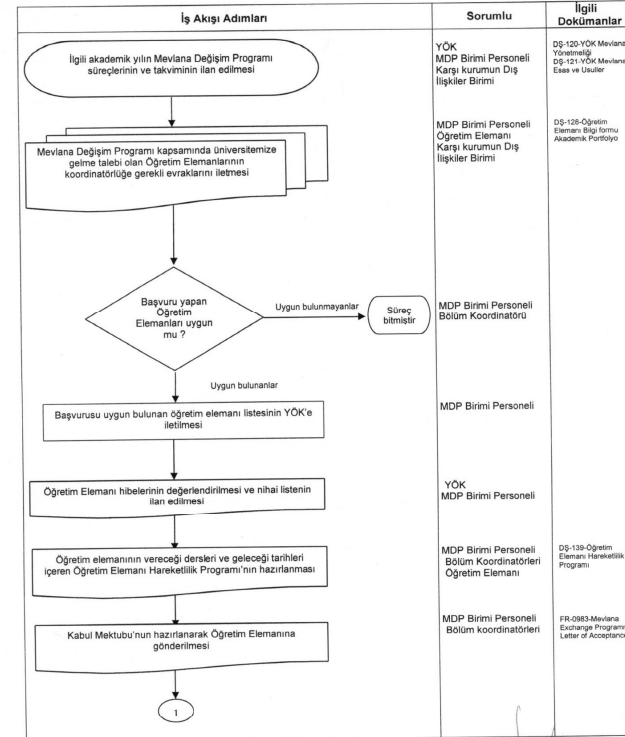 İş Akışı Adımları
Sorumlu
İlgili
Dokümanlar
İlgili akademik yılın Mevlana Değişim Programı
süreçlerinin ve takviminin ilan edilmesi
YÖK
MDP Birimi Personeli
Karşı kurumun Dış
İlişkiler Birimi
DŞ-120-YÖK Mevlana
Yönetmeliği
DŞ-121-YÖK Mevlana
Esas ve Usuller
Mevlana Değişim Programı kapsamında üniversitemize
gelme talebi olan Öğretim Elemanlarının
koordinatörlüğe gerekli evraklarını iletmesi
MDP Birimi Personeli
Öğretim Elemanı
Karşı kurumun Dış
İlişkiler Birimi
DŞ-126-Öğretim
Elemanı Bilgi formu
Akademik Portfolyo
Başvuru yapan
Öğretim
Elemanları uygun
mu ?
Uygun bulunmayanlar
Süreç
bitmiştir
MDP Birimi Personeli
Bölüm Koordinatörü
Uygun bulunanlar
Başvurusu uygun bulunan öğretim elemanı listesinin YÖK'e
iletilmesi
MDP Birimi Personeli
Öğretim Elemanı hibelerinin değerlendirilmesi ve nihai listenin
ilan edilmesi
YÖK
MDP Birimi Personeli
Öğretim elemanının vereceği dersleri ve geleceği tarihleri
içeren Öğretim Elemanı Hareketlilik Programı'nın hazırlanması
MDP Birimi Personeli
Bölüm Koordinatörleri
Öğretim Elemanı
DŞ-139-Öğretim
Elemanı Hareketlilik
Programı
Kabul Mektubu'nun hazırlanarak Öğretim Elemanına
gönderilmesi
MDP Birimi Personeli
Bölüm koordinatörleri
FR-0983-Mevlana
Exchange Programm
Letter of Acceptance
1